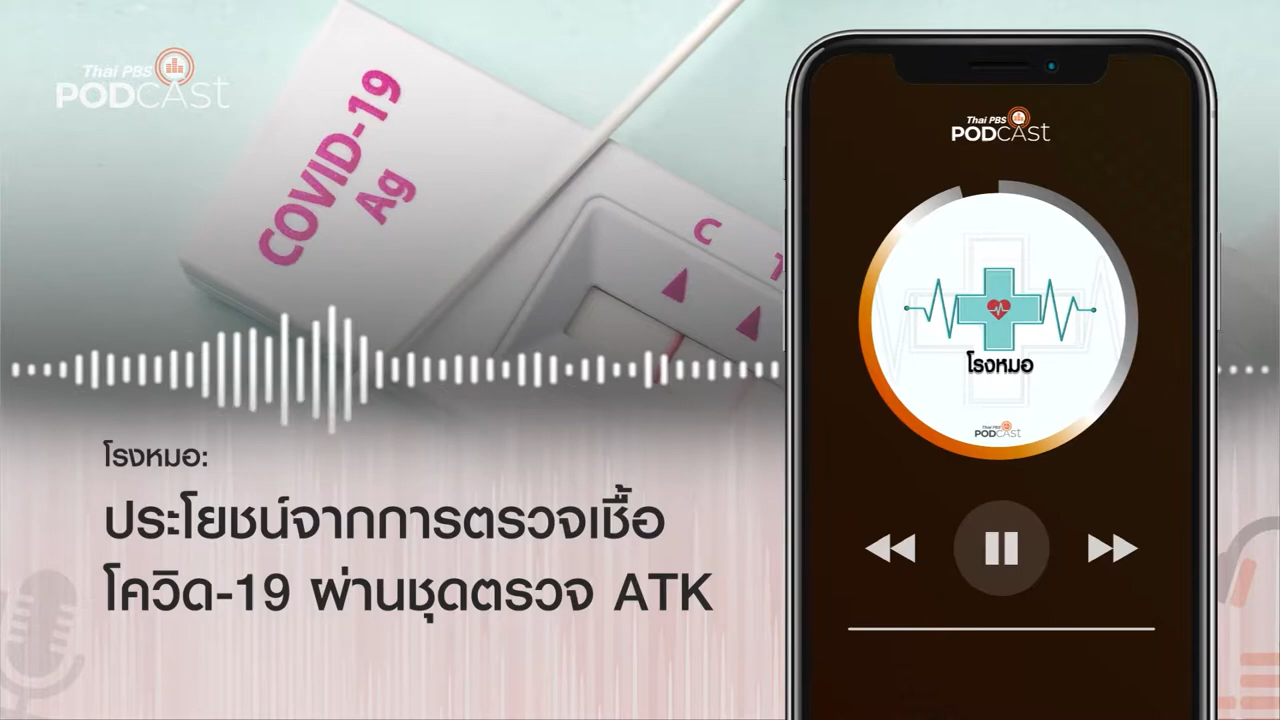 Thai PBS
PODCAST
COVID-19
Ag
C
T
Thai PBS
PODCAST
โรงหมอ
Thai PBS
PODCAST
โรงหมอ:
ประโยชน์จากการตรวจเชื้อ
โควิด-19 ผ่านชุดตรวจ ATK